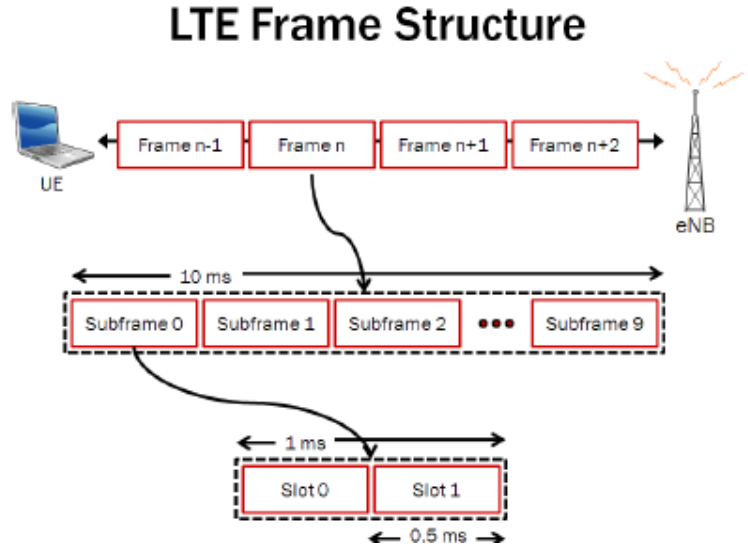 LTE Frame Structure
Frame n-1 Frame n Frame n+1 Frame n+2
UE
eNB
10 ms
Subframe 0 Subframe 1 Subframe 2 Subframe 9
1 ms
Slot 0 Slot 1
0.5 ms